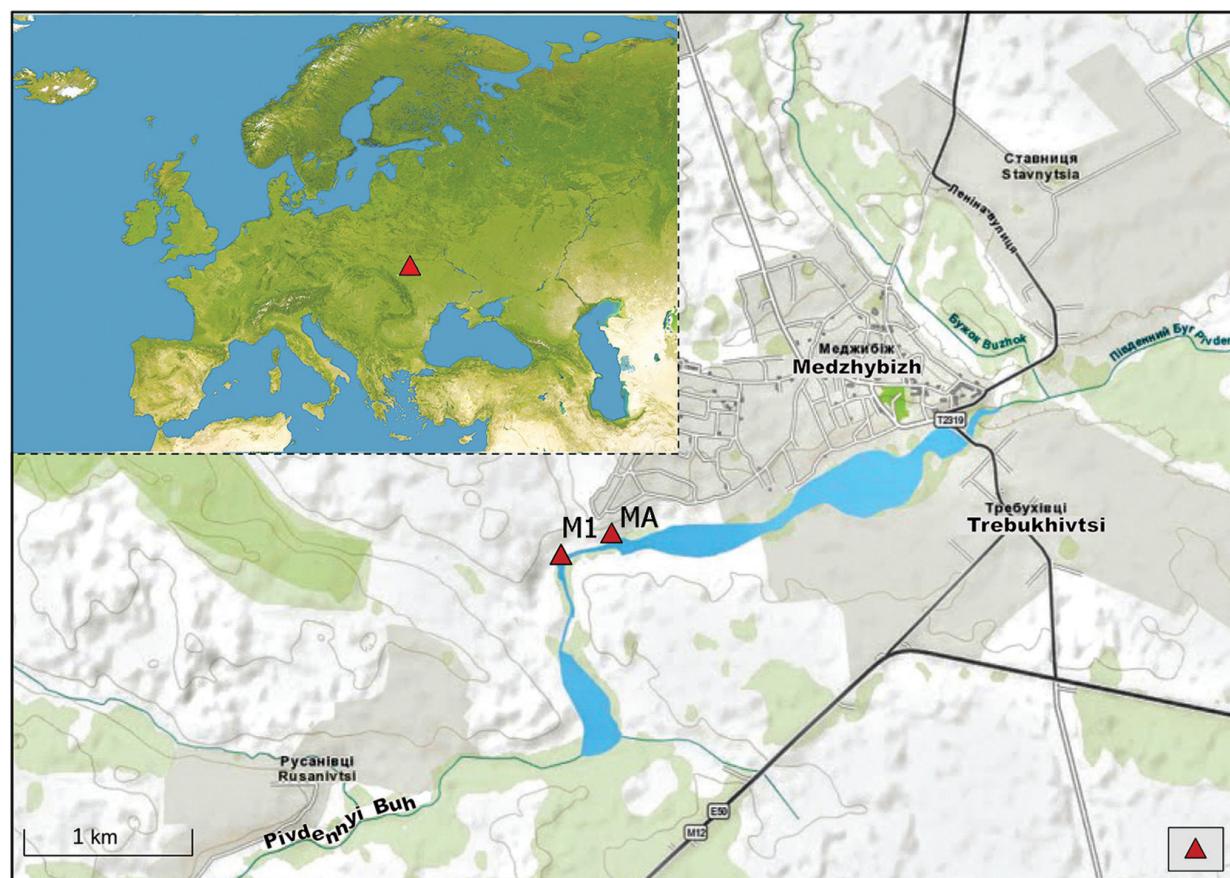 Ставниця
Stavnytsia
Леніна вулиця
Бужок Buzhok
Південний Буг Pivden
Меджибіж
Medzhybizh
T2319
Требухівці
Trebukhivtsi
MA
M1
Русанівці
Rusanivtsi
Pivdennyi Buh
E50
M12
1 km